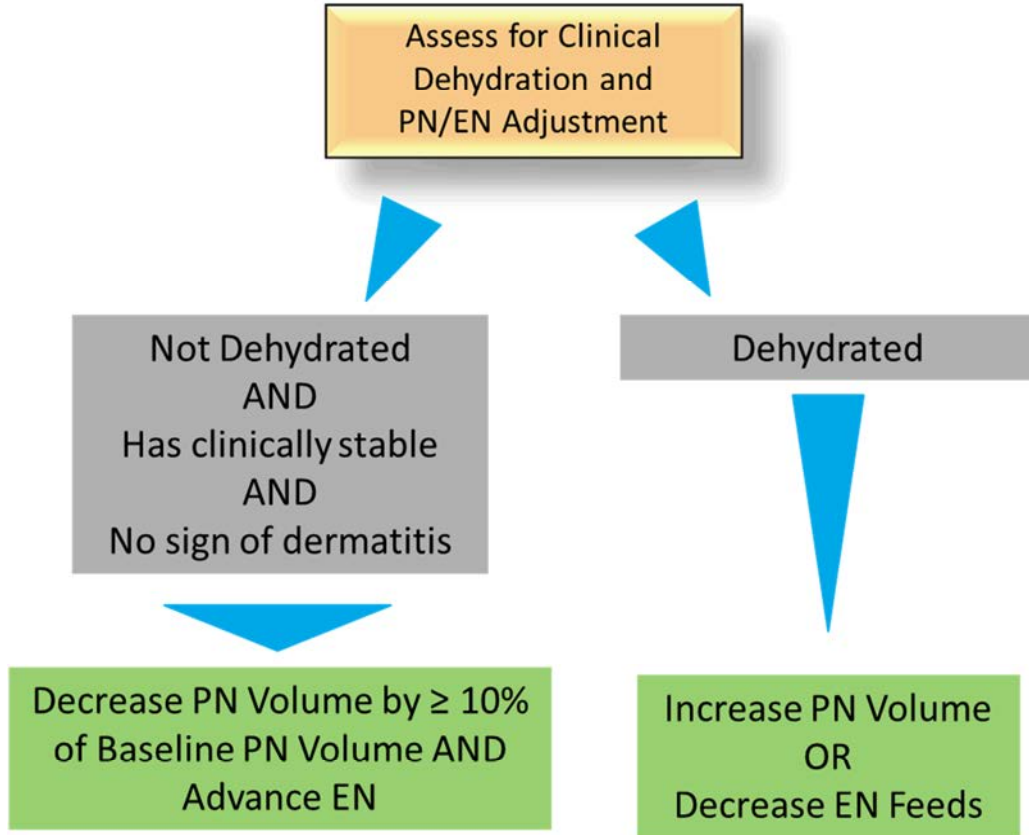 Assess for Clinical
Dehydration and
PN/EN Adjustment
Not Dehydrated
AND
Has clinically stable
AND
No sign of dermatitis
Dehydrated
Decrease PN Volume by ≥ 10%
of Baseline PN Volume AND
Advance EN
Increase PN Volume
OR
Decrease EN Feeds